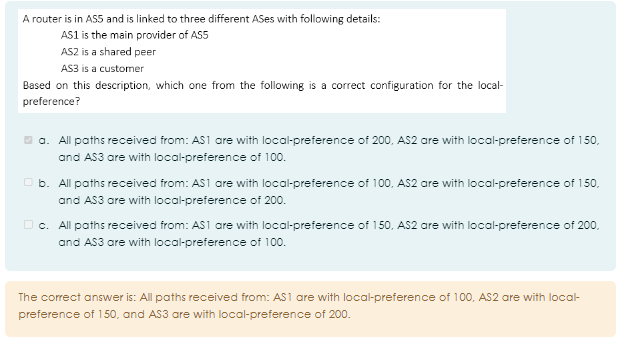 A router is in AS5 and is linked to three different ASes with following details:
AS1 is the main provider of AS5
AS2 is a shared peer
AS3 is a customer
Based on this description, which one from the following is a correct configuration for the local-
preference?
a. All paths received from: AS1 are with local-preference of 200, AS2 are with local-preference of 150,
and AS3 are with local-preference of 100.
b. All paths received from: AS1 are with local-preference of 100, AS2 are with local-preference of 150,
and AS3 are with local-preference of 200.
c. All paths received from: AS1 are with local-preference of 150, AS2 are with local-preference of 200,
and AS3 are with local-preference of 100.
The correct answer is: All paths received from: AS1 are with local-preference of 100, AS2 are with local-
preference of 150, and AS3 are with local-preference of 200.